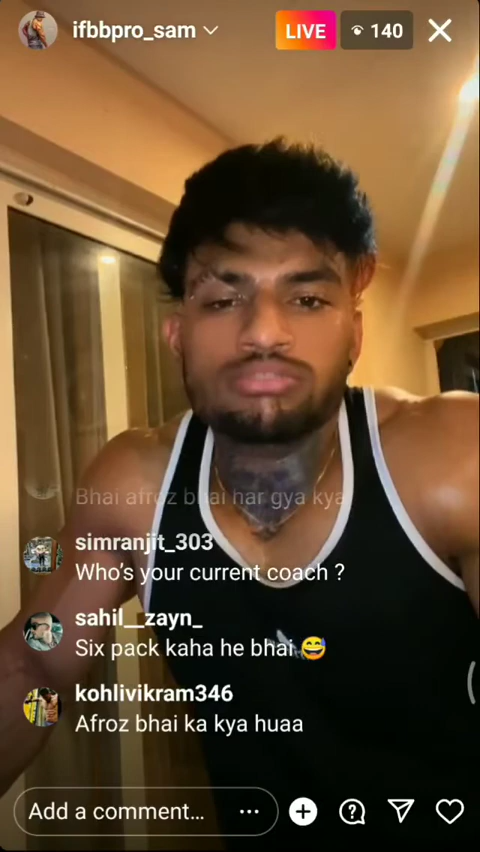 ifbbpro_sam
LIVE
140
Bhai afroz bhai har gya kya
simranjit_303
Who's your current coach ?
sahil__zayn_
Six pack kaha he bhai 😅
kohlivikram346
Afroz bhai ka kya huaa
Add a comment...